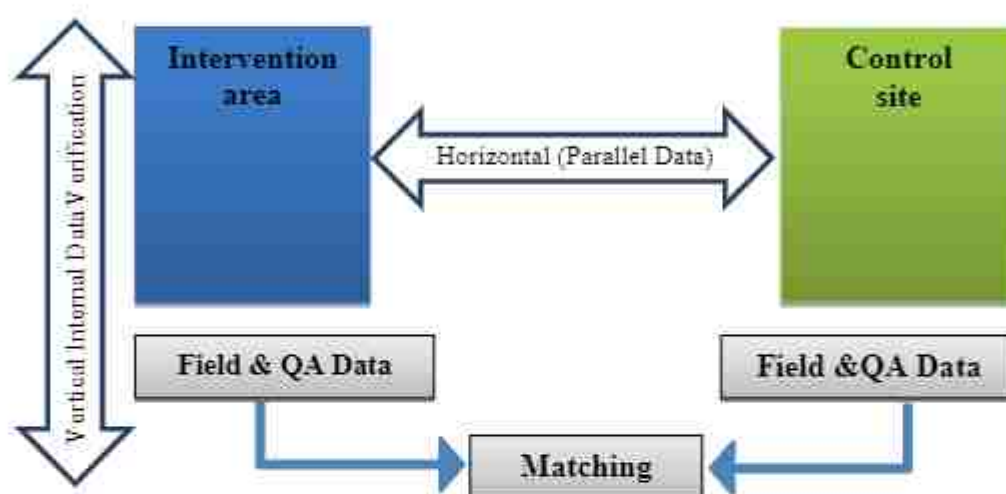 Intervention
area
Control
site
Horizontal (Parallel Data)
Vertical Internal Data Verification
Field & QA Data
Field &QA Data
Matching